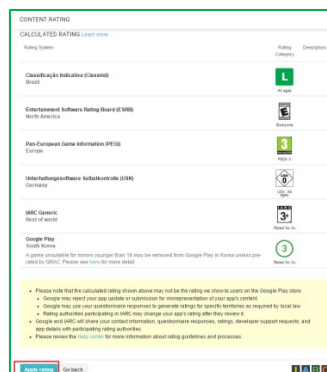 CONTENT RATING
CALCULATED RATING Learn more
Rating System Rating Category Descriptors
Classificação Indicativa (ClassInd)
Brazil
L
All ages
Entertainment Software Rating Board (ESRB)
North America
E
Everyone
Pan-European Game Information (PEGI)
Europe
3
PEGI 3
Unterhaltungssoftware Selbstkontrolle (USK)
Germany
0
USK: All ages
IARC Generic
Rest of world
3+
Rated for 3+
Google Play
South Korea
A game unsuitable for minors younger than 18 may be removed from Google Play in Korea unless pre-
rated by GRAC. Please see here for more detail.
3
Rated for 3+
Please note that the calculated rating shown above may not be the rating we show to users on the Google Play store.
Google may reject your app update or submission for misrepresentation of your app's content.
Google may use your questionnaire responses to generate ratings for specific territories as required by local law.
Rating authorities participating in IARC may change your app's rating after they review it.
Google and IARC will share your contact information, questionnaire responses, ratings, developer support requests, and
app details with participating rating authorities.
Please review the Help center for more information about rating guidelines and processes.
Apply rating Go back
IARC